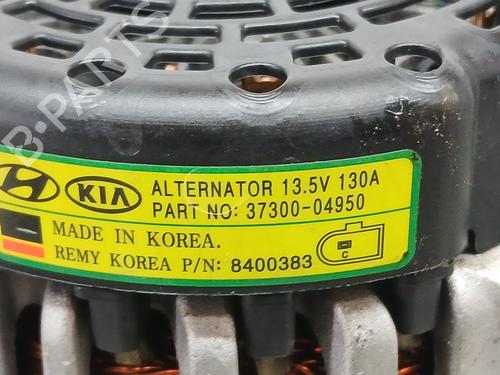 B-PARTS
KIA ALTERNATOR 13.5V 130A
PART NO: 37300-04950
MADE IN KOREA.
REMY KOREA P/N: 8400383
C